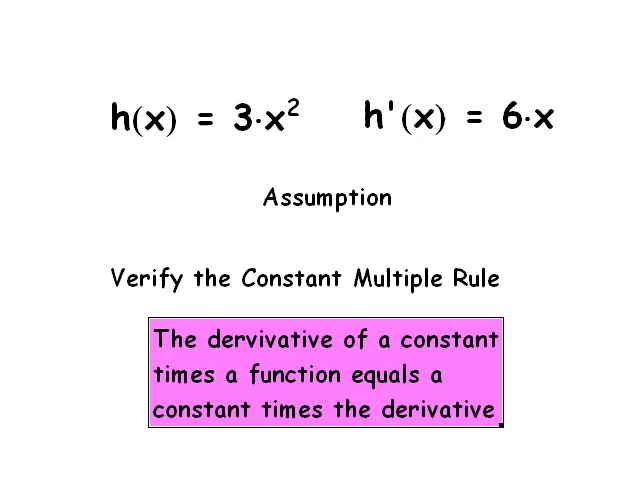 h(x) = 3·x² h'(x) = 6·x
Assumption
Verify the Constant Multiple Rule
The dervivative of a constant
times a function equals a
constant times the derivative